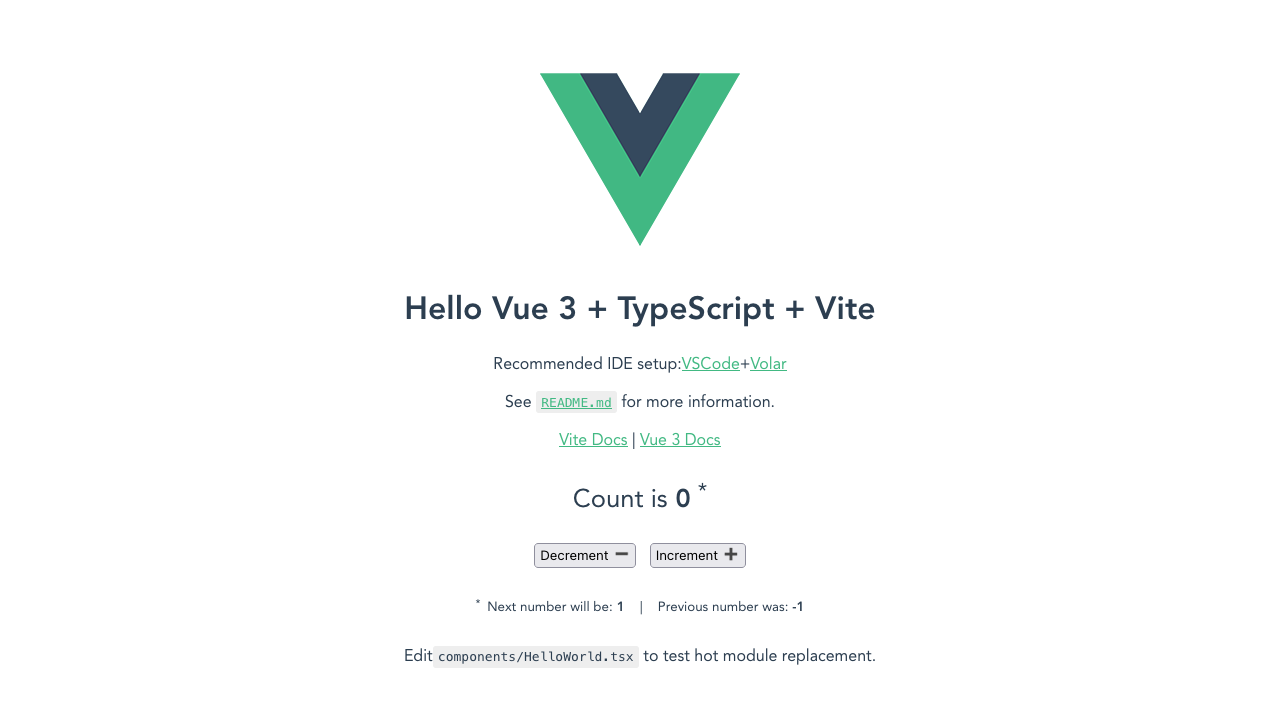 Hello Vue 3 + TypeScript + Vite
Recommended IDE setup:VSCode+Volar
See README.md for more information.
Vite Docs | Vue 3 Docs
Count is 0 *
Decrement ➖ Increment ➕
* Next number will be: 1 | Previous number was: -1
Edit components/HelloWorld.tsx to test hot module replacement.